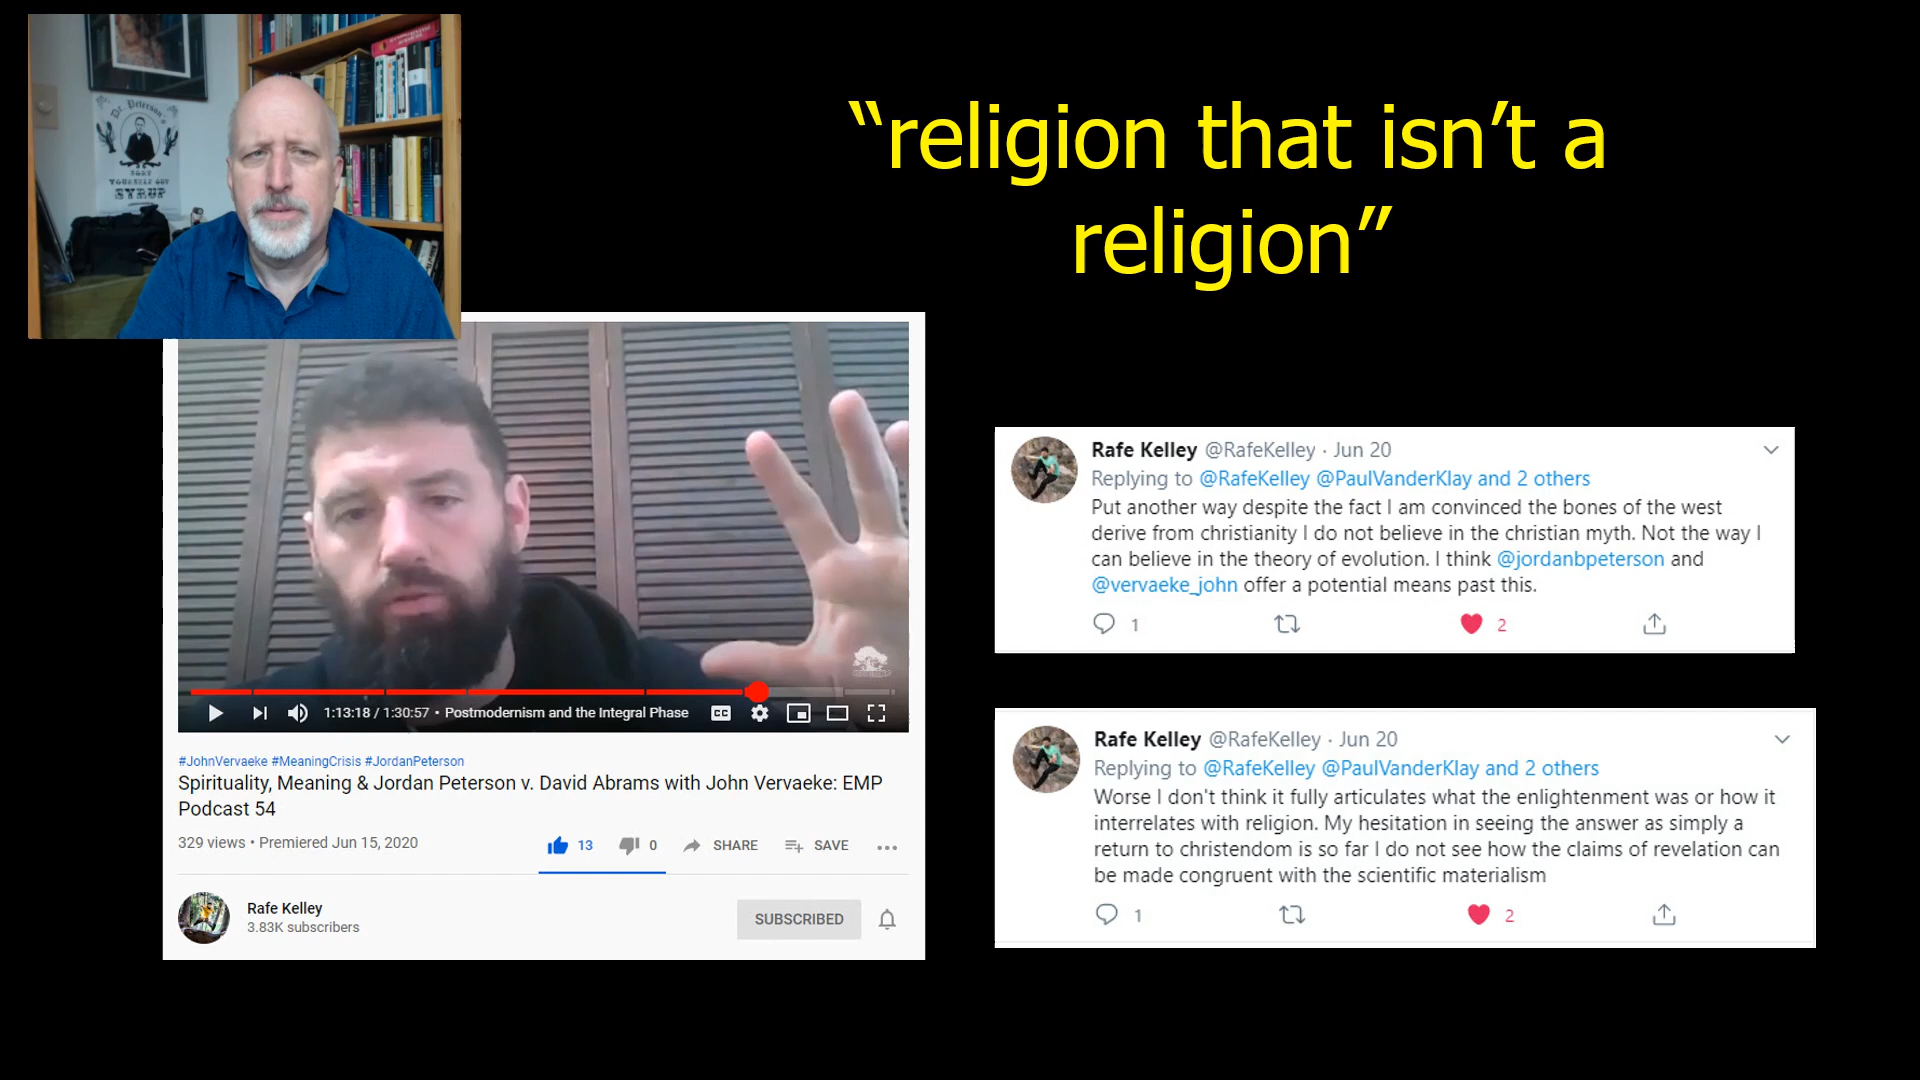 Dr. Peterson's
SORT
YOURSELF OUT
SYRUP
“religion that isn’t a
religion”
1:13:18 / 1:30:57 • Postmodernism and the Integral Phase
CC
#JohnVervaeke #MeaningCrisis #JordanPeterson
Spirituality, Meaning & Jordan Peterson v. David Abrams with John Vervaeke: EMP
Podcast 54
329 views • Premiered Jun 15, 2020
13
0
SHARE
SAVE
Rafe Kelley
3.83K subscribers
SUBSCRIBED
Rafe Kelley @RafeKelley · Jun 20
Replying to @RafeKelley @PaulVanderKlay and 2 others
Put another way despite the fact I am convinced the bones of the west
derive from christianity I do not believe in the christian myth. Not the way I
can believe in the theory of evolution. I think @jordanbpeterson and
@vervaeke_john offer a potential means past this.
1
2
Rafe Kelley @RafeKelley · Jun 20
Replying to @RafeKelley @PaulVanderKlay and 2 others
Worse I don't think it fully articulates what the enlightenment was or how it
interrelates with religion. My hesitation in seeing the answer as simply a
return to christendom is so far I do not see how the claims of revelation can
be made congruent with the scientific materialism
1
2